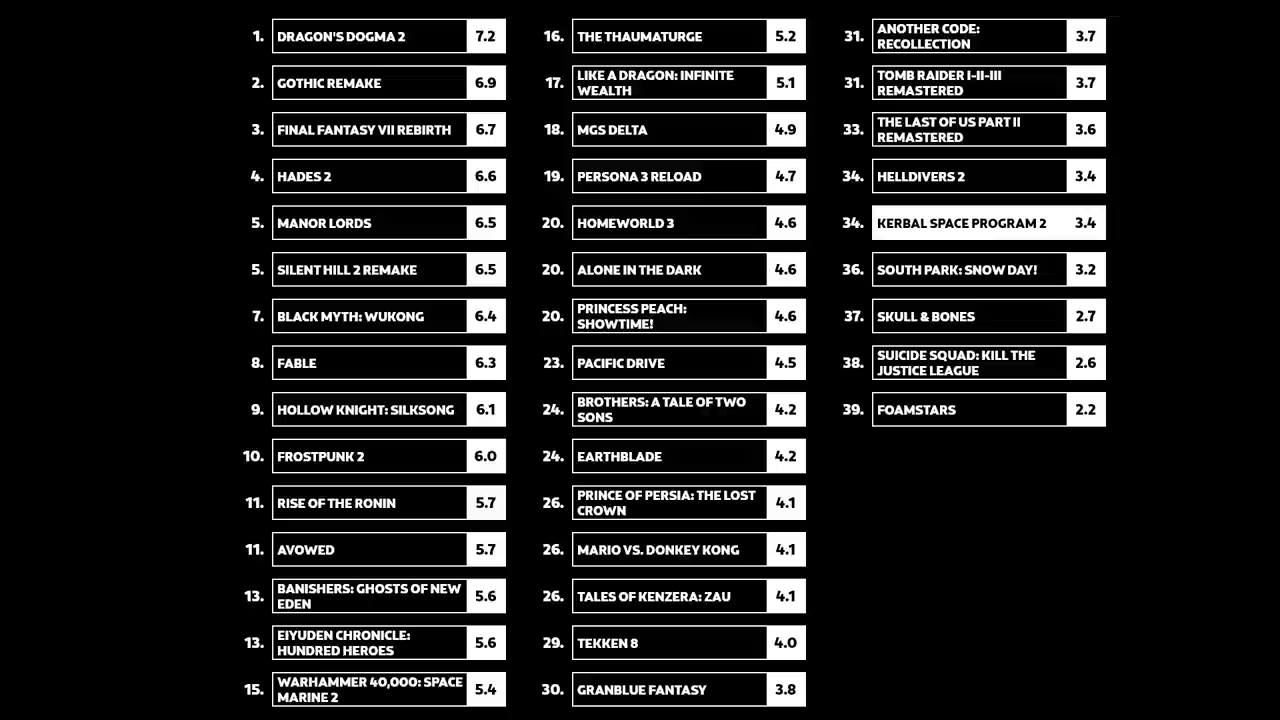 1. DRAGON'S DOGMA 2 7.2
2. GOTHIC REMAKE 6.9
3. FINAL FANTASY VII REBIRTH 6.7
4. HADES 2 6.6
5. MANOR LORDS 6.5
5. SILENT HILL 2 REMAKE 6.5
7. BLACK MYTH: WUKONG 6.4
8. FABLE 6.3
9. HOLLOW KNIGHT: SILKSONG 6.1
10. FROSTPUNK 2 6.0
11. RISE OF THE RONIN 5.7
11. AVOWED 5.7
13. BANISHERS: GHOSTS OF NEW
EDEN 5.6
13. EIYUDEN CHRONICLE:
HUNDRED HEROES 5.6
15. WARHAMMER 40,000: SPACE
MARINE 2 5.4
16. THE THAUMATURGE 5.2
17. LIKE A DRAGON: INFINITE
WEALTH 5.1
18. MGS DELTA 4.9
19. PERSONA 3 RELOAD 4.7
20. HOMEWORLD 3 4.6
20. ALONE IN THE DARK 4.6
20. PRINCESS PEACH:
SHOWTIME! 4.6
23. PACIFIC DRIVE 4.5
24. BROTHERS: A TALE OF TWO
SONS 4.2
24. EARTHBLADE 4.2
26. PRINCE OF PERSIA: THE LOST
CROWN 4.1
26. MARIO VS. DONKEY KONG 4.1
26. TALES OF KENZERA: ZAU 4.1
29. TEKKEN 8 4.0
30. GRANBLUE FANTASY 3.8
31. ANOTHER CODE:
RECOLLECTION 3.7
31. TOMB RAIDER I-II-III
REMASTERED 3.7
33. THE LAST OF US PART II
REMASTERED 3.6
34. HELLDIVERS 2 3.4
34. KERBAL SPACE PROGRAM 2 3.4
36. SOUTH PARK: SNOW DAY! 3.2
37. SKULL & BONES 2.7
38. SUICIDE SQUAD: KILL THE
JUSTICE LEAGUE 2.6
39. FOAMSTARS 2.2